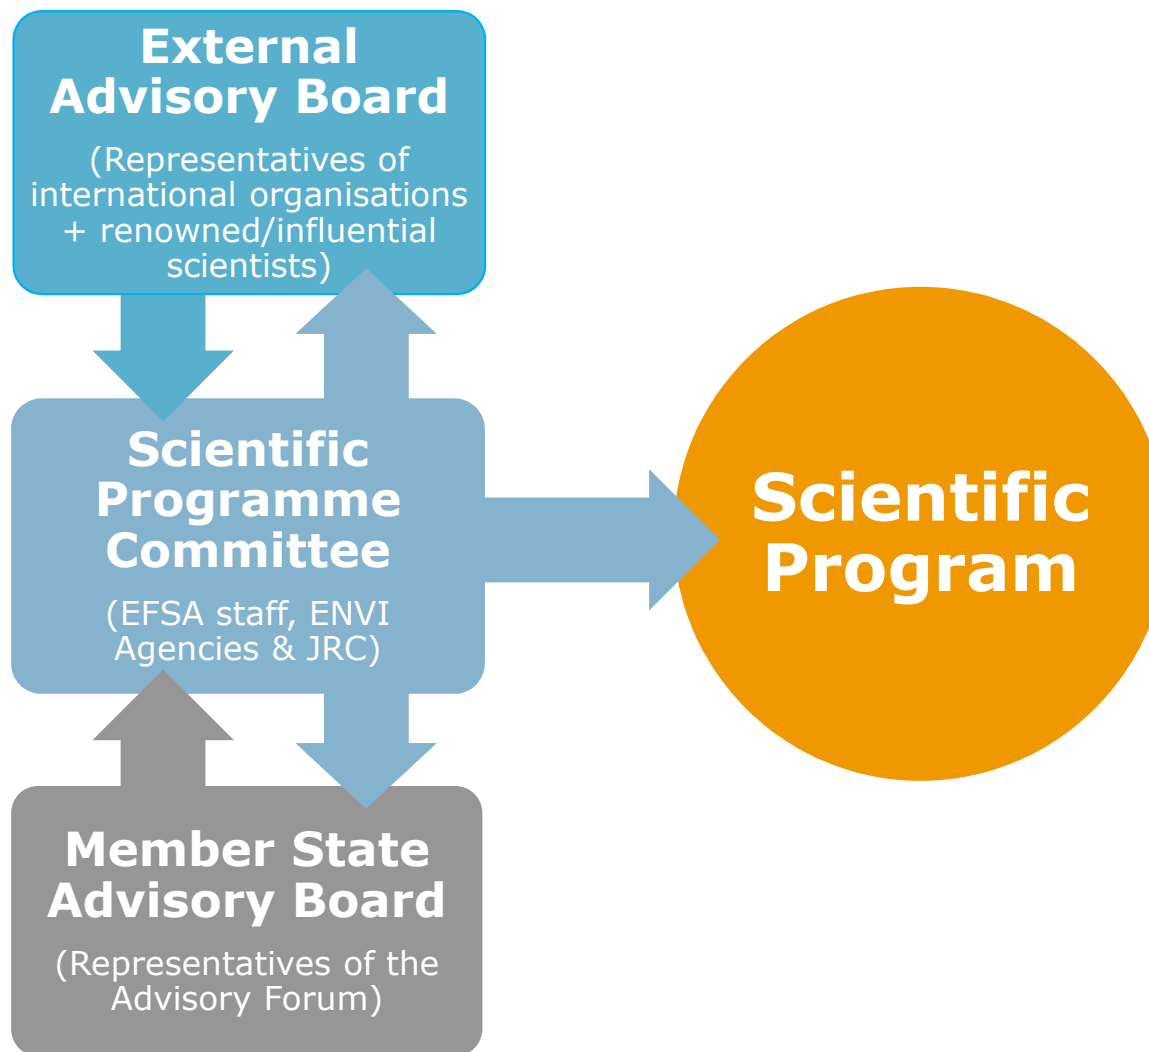 External
Advisory Board
(Representatives of
international organisations
+ renowned/influential
scientists)
Scientific
Programme
Committee
(EFSA staff, ENVI
Agencies & JRC)
Scientific
Program
Member State
Advisory Board
(Representatives of the
Advisory Forum)